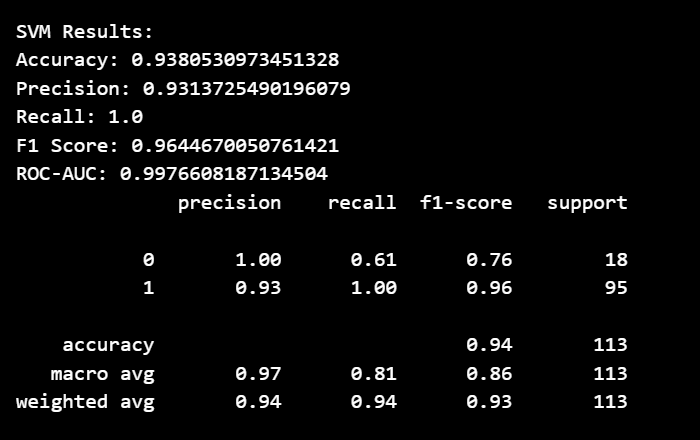 SVM Results:
Accuracy: 0.9380530973451328
Precision: 0.9313725490196079
Recall: 1.0
F1 Score: 0.9644670050761421
ROC-AUC: 0.9976608187134504
precision recall f1-score support
0 1.00 0.61 0.76 18
1 0.93 1.00 0.96 95
accuracy 0.94 113
macro avg 0.97 0.81 0.86 113
weighted avg 0.94 0.94 0.93 113